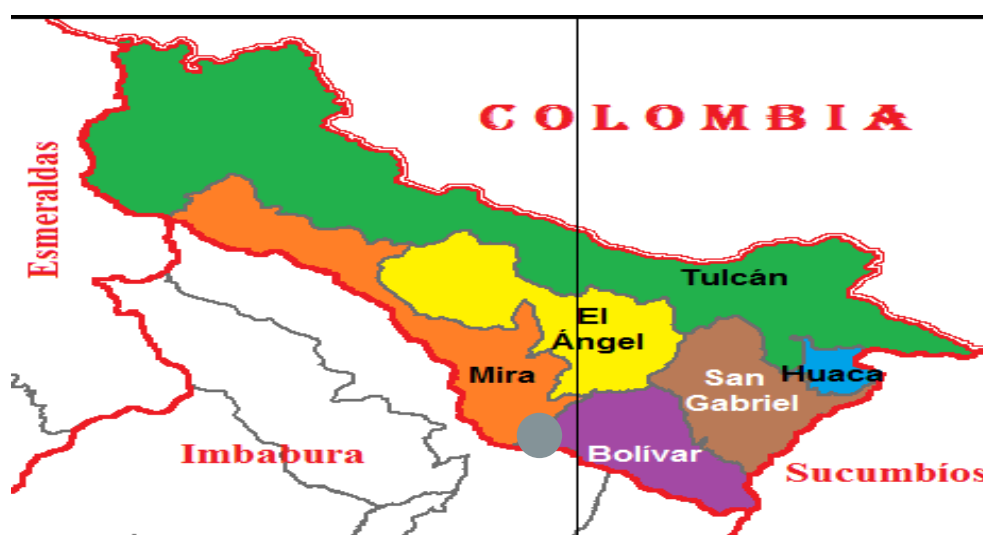 COLOMBIA
Esmeraldas
Tulcán
El
Ángel
Mira
San
Gabriel
Huaca
Imbabura
Bolívar
Sucumbíos